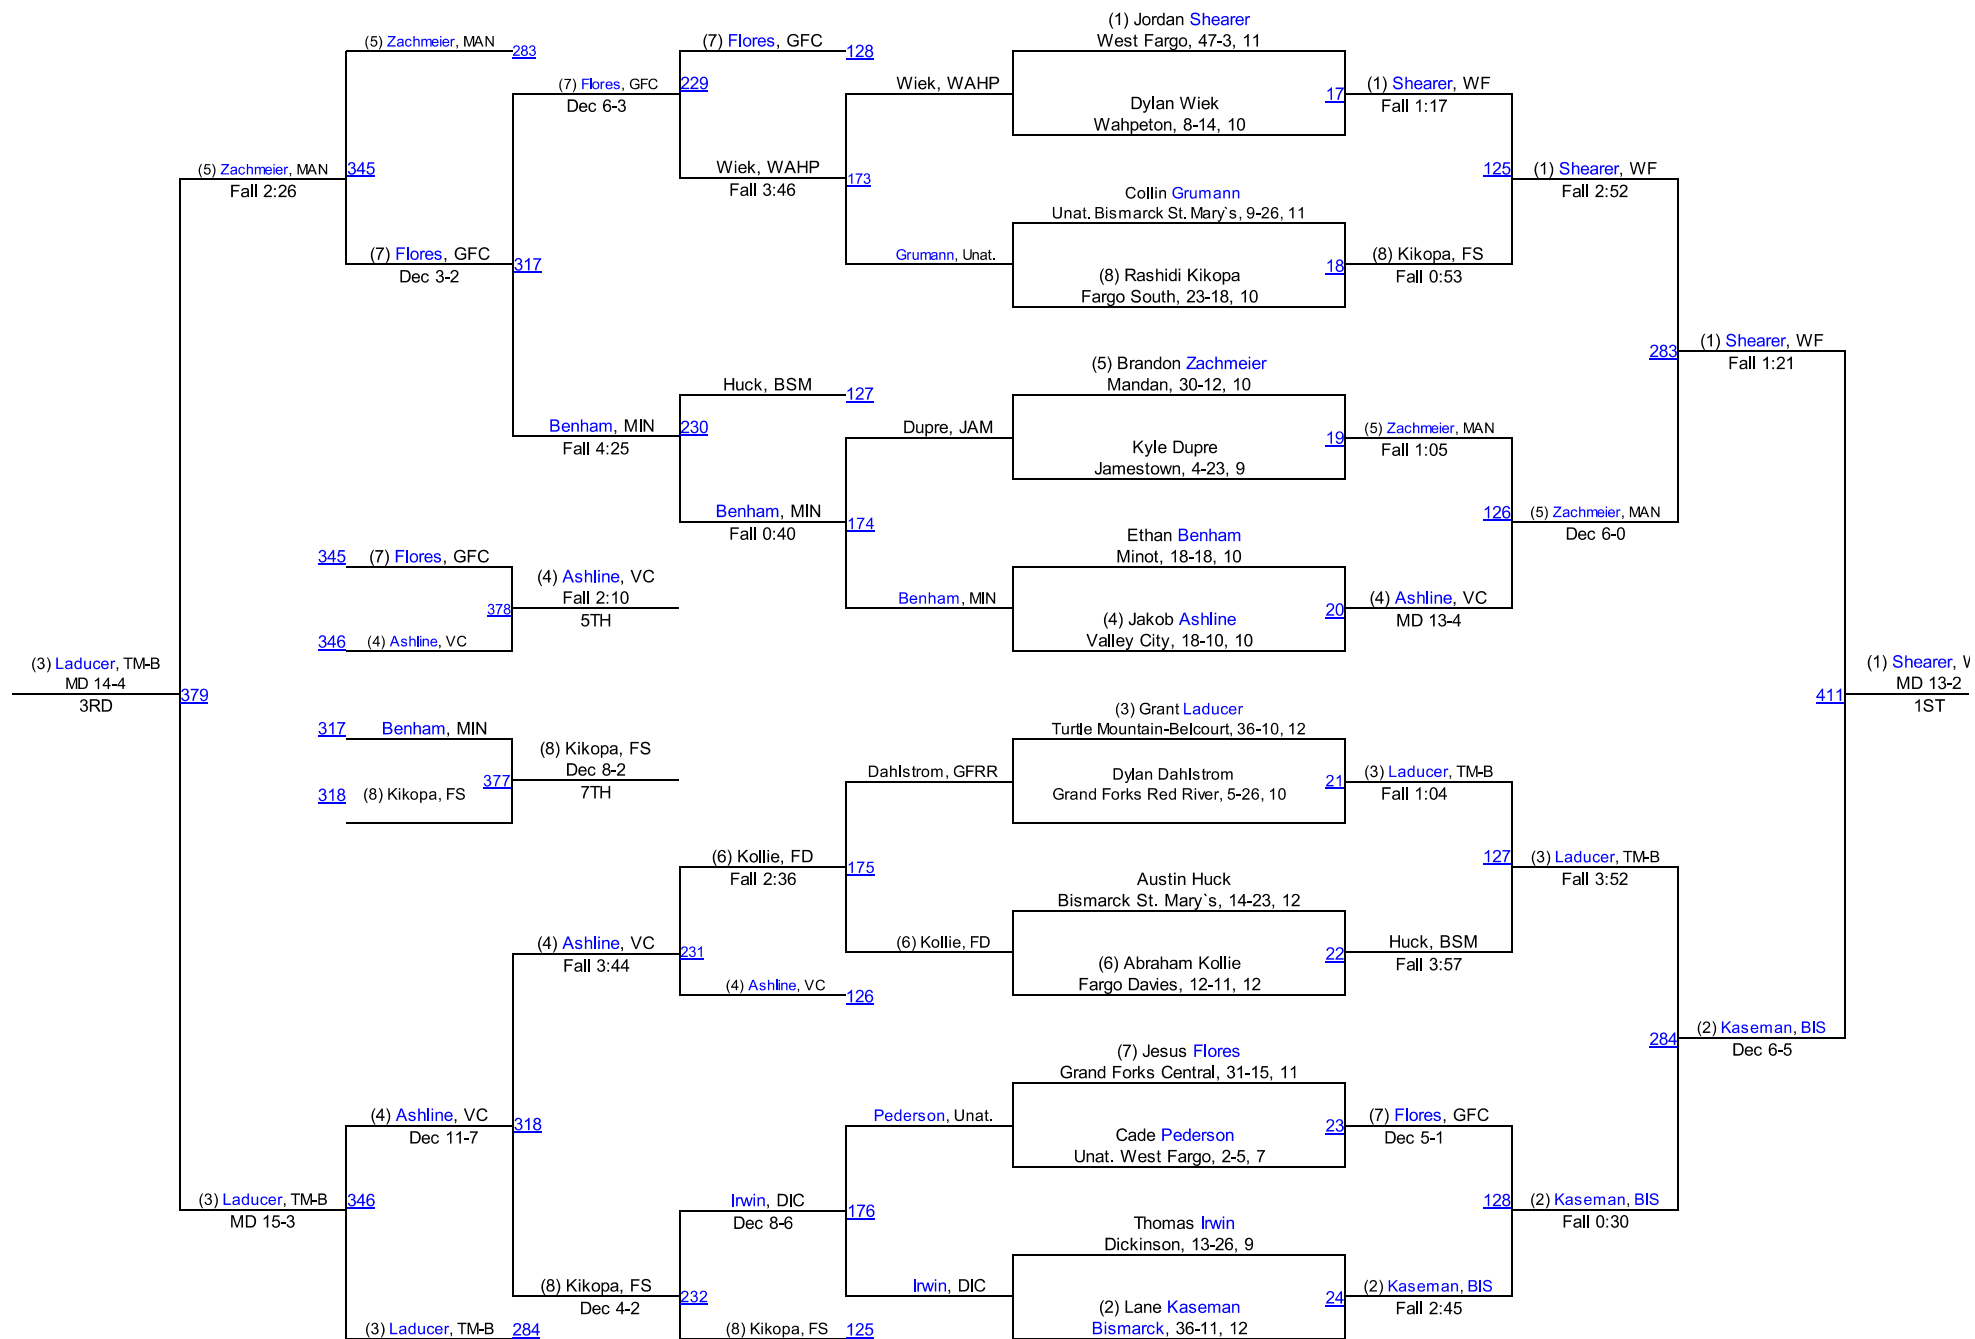 (1) Jordan Shearer
West Fargo, 47-3, 11
(5) Zachmeier, MAN
283
(7) Flores, GFC
128
(7) Flores, GFC
229
Dec 6-3
Wiek, WAHP
17
(1) Shearer, WF
Fall 1:17
Dylan Wiek
Wahpeton, 8-14, 10
(5) Zachmeier, MAN
345
Fall 2:26
Wiek, WAHP
173
Fall 3:46
125
(1) Shearer, WF
Fall 2:52
Collin Grumann
Unat. Bismarck St. Mary`s, 9-26, 11
(7) Flores, GFC
317
Dec 3-2
Grumann, Unat.
18
(8) Kikopa, FS
Fall 0:53
(8) Rashidi Kikopa
Fargo South, 23-18, 10
283
(1) Shearer, WF
Fall 1:21
(5) Brandon Zachmeier
Mandan, 30-12, 10
Huck, BSM
127
Benham, MIN
230
Fall 4:25
Dupre, JAM
19
(5) Zachmeier, MAN
Fall 1:05
Kyle Dupre
Jamestown, 4-23, 9
Benham, MIN
174
Fall 0:40
126
(5) Zachmeier, MAN
Dec 6-0
Ethan Benham
Minot, 18-18, 10
345
(7) Flores, GFC
(4) Ashline, VC
Fall 2:10
378
5TH
346
(4) Ashline, VC
Benham, MIN
20
(4) Ashline, VC
MD 13-4
(4) Jakob Ashline
Valley City, 18-10, 10
(3) Laducer, TM-B
MD 14-4
379
3RD
(1) Shearer, W
MD 13-2
411
1ST
(3) Grant Laducer
Turtle Mountain-Belcourt, 36-10, 12
317
Benham, MIN
(8) Kikopa, FS
Dec 8-2
377
7TH
318
(8) Kikopa, FS
Dahlstrom, GFRR
21
(3) Laducer, TM-B
Fall 1:04
Dylan Dahlstrom
Grand Forks Red River, 5-26, 10
(6) Kollie, FD
175
Fall 2:36
127
(3) Laducer, TM-B
Fall 3:52
Austin Huck
Bismarck St. Mary`s, 14-23, 12
(4) Ashline, VC
231
Fall 3:44
(6) Kollie, FD
22
Huck, BSM
Fall 3:57
(6) Abraham Kollie
Fargo Davies, 12-11, 12
(4) Ashline, VC
126
284
(2) Kaseman, BIS
Dec 6-5
(7) Jesus Flores
Grand Forks Central, 31-15, 11
(4) Ashline, VC
318
Dec 11-7
Pederson, Unat.
23
(7) Flores, GFC
Dec 5-1
Cade Pederson
Unat. West Fargo, 2-5, 7
(3) Laducer, TM-B
346
MD 15-3
Irwin, DIC
176
Dec 8-6
128
(2) Kaseman, BIS
Fall 0:30
Thomas Irwin
Dickinson, 13-26, 9
(8) Kikopa, FS
232
Dec 4-2
Irwin, DIC
24
(2) Kaseman, BIS
Fall 2:45
(2) Lane Kaseman
Bismarck, 36-11, 12
(3) Laducer, TM-B
284
(8) Kikopa, FS
125